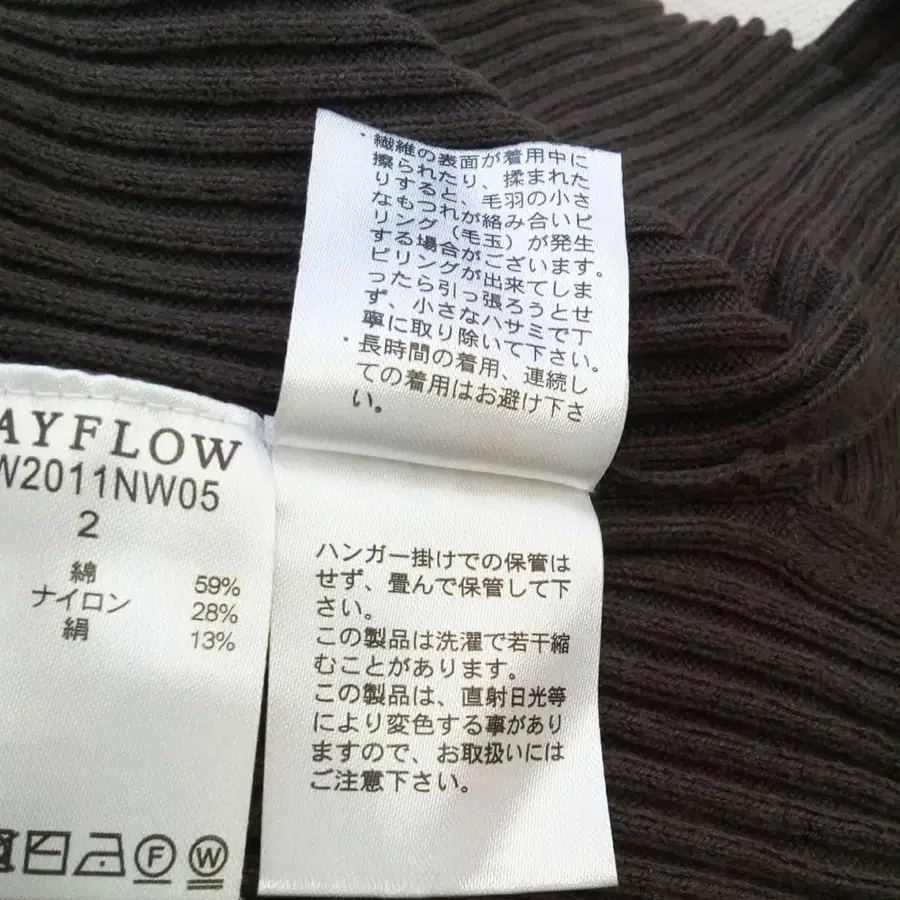 ・繊維の表面が着用中に
擦られたり、揉まれた
りすると、毛羽の小さ
なもつれが絡み合いピ
リング(毛玉)が発生
する場合がございます。
ピリングが出来てしま
ったら引っ張ろうとせ
ず、小さなハサミで丁
寧に取り除いて下さい。
・長時間の着用、連続し
ての着用はお避け下さ
い。
AYFLOW
W2011NW05
2
綿 59%
ナイロン 28%
絹 13%
F W
ハンガー掛けでの保管は
せず、畳んで保管して下
さい。
この製品は洗濯で若干縮
むことがあります。
この製品は、直射日光等
により変色する事があり
ますので、お取扱いには
ご注意下さい。